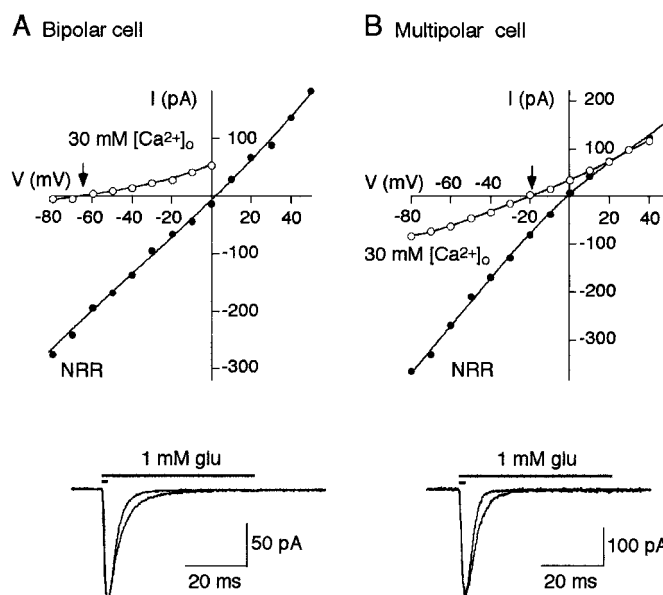 A Bipolar cell
I (pA)
30 mM [Ca²⁺]o
100
V (mV)
-80 -60 -40 -20
20 40
-100
-200
-300
NRR
1 mM glu
50 pA
20 ms
B Multipolar cell
I (pA)
200
100
V (mV)
-60 -40
-80
-20
20 40
30 mM [Ca²⁺]o
-100
-200
-300
NRR
1 mM glu
100 pA
20 ms